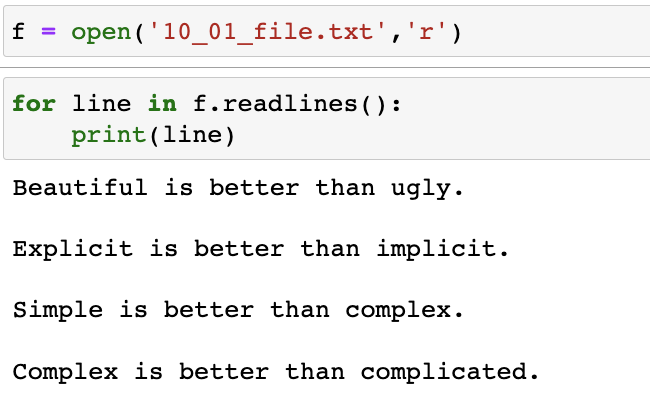 f = open('10_01_file.txt','r')
for line in f.readlines():
    print(line)
Beautiful is better than ugly.
Explicit is better than implicit.
Simple is better than complex.
Complex is better than complicated.